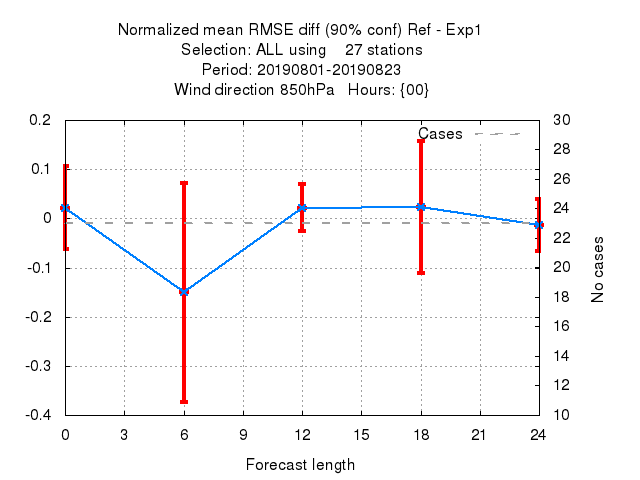 Normalized mean RMSE diff (90% conf) Ref - Exp1
Selection: ALL using 27 stations
Period: 20190801-20190823
Wind direction 850hPa Hours: {00}
0.2
0.1
0
-0.1
-0.2
-0.3
-0.4
Cases
30
28
26
24
22
20
18
16
14
12
10
No cases
0 3 6 9 12 15 18 21 24
Forecast length